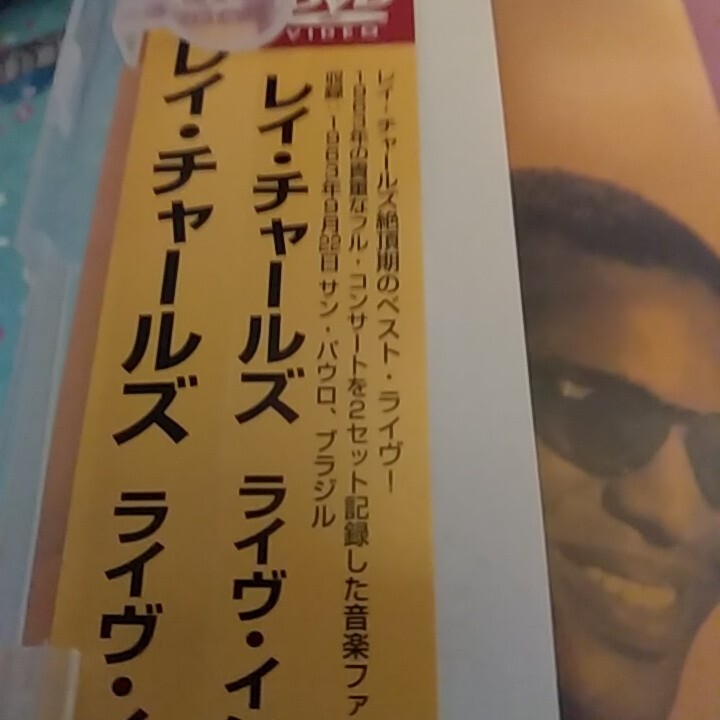 VIDEO
レイ・チャールズ絶頂期のベスト・ライヴー
1963年の貴重なフル・コンサートを2セット記録した音楽ファ
収録:1963年9月22日 サン・パウロ、ブラジル
レイ・チャールズ ライヴ・イン
レイ・チャールズ ライヴ・イ